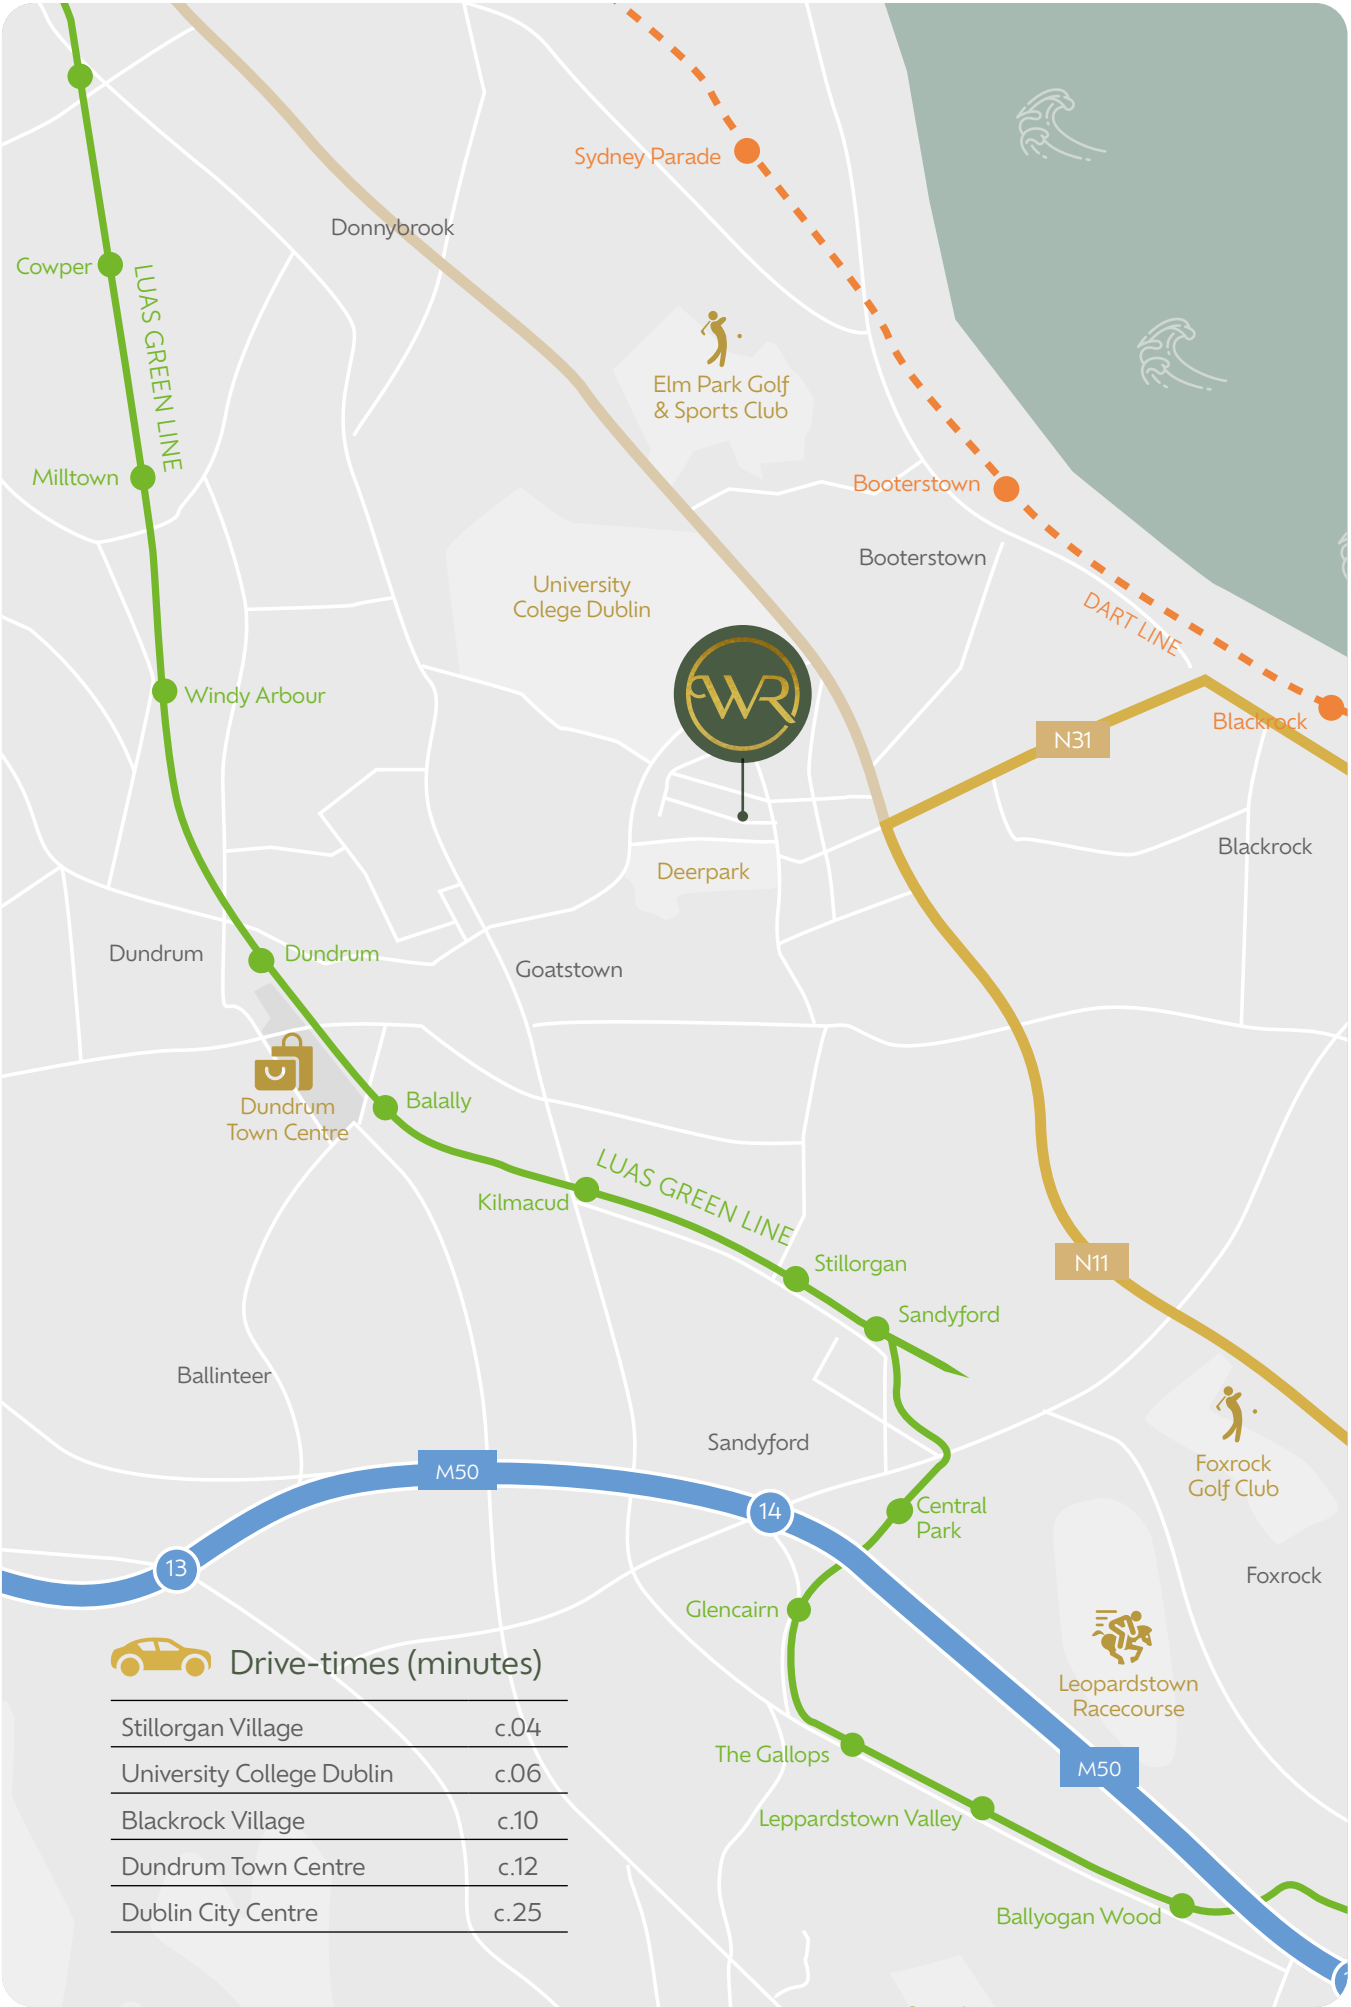 Sydney Parade
Donnybrook
Cowper
LUAS GREEN LINE
Elm Park Golf
& Sports Club
Milltown
Booterstown
Booterstown
University
Colege Dublin
DART LINE
WR
Windy Arbour
Blackrock
N31
Blackrock
Deerpark
Dundrum
Dundrum
Goatstown
Balally
Dundrum
Town Centre
LUAS GREEN LINE
Kilmacud
Stillorgan
N11
Sandyford
Ballinteer
Sandyford
Foxrock
Golf Club
M50
14
Central
Park
13
Foxrock
Glencairn
Leopardstown
Racecourse
The Gallops
M50
Leppardstown Valley
Ballyogan Wood
Drive-times (minutes)
Stillorgan Village c.04
University College Dublin c.06
Blackrock Village c.10
Dundrum Town Centre c.12
Dublin City Centre c.25